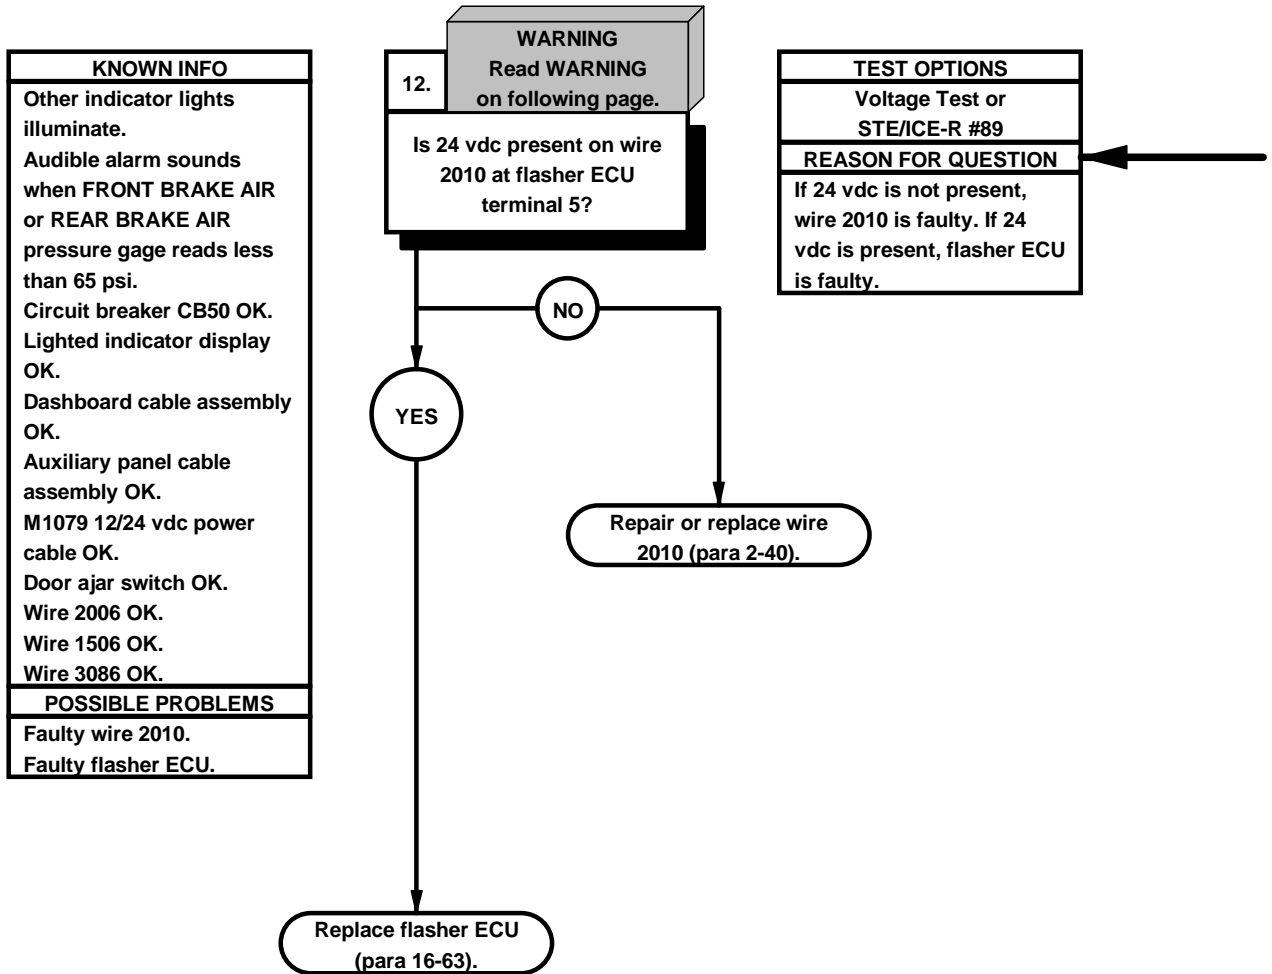 KNOWN INFO
Other indicator lights
illuminate.
Audible alarm sounds
when FRONT BRAKE AIR
or REAR BRAKE AIR
pressure gage reads less
than 65 psi.
Circuit breaker CB50 OK.
Lighted indicator display
OK.
Dashboard cable assembly
OK.
Auxiliary panel cable
assembly OK.
M1079 12/24 vdc power
cable OK.
Door ajar switch OK.
Wire 2006 OK.
Wire 1506 OK.
Wire 3086 OK.
POSSIBLE PROBLEMS
Faulty wire 2010.
Faulty flasher ECU.
WARNING
Read WARNING
on following page.
12.
Is 24 vdc present on wire
2010 at flasher ECU
terminal 5?
NO
YES
Repair or replace wire
2010 (para 2-40).
Replace flasher ECU
(para 16-63).
TEST OPTIONS
Voltage Test or
STE/ICE-R #89
REASON FOR QUESTION
If 24 vdc is not present,
wire 2010 is faulty. If 24
vdc is present, flasher ECU
is faulty.